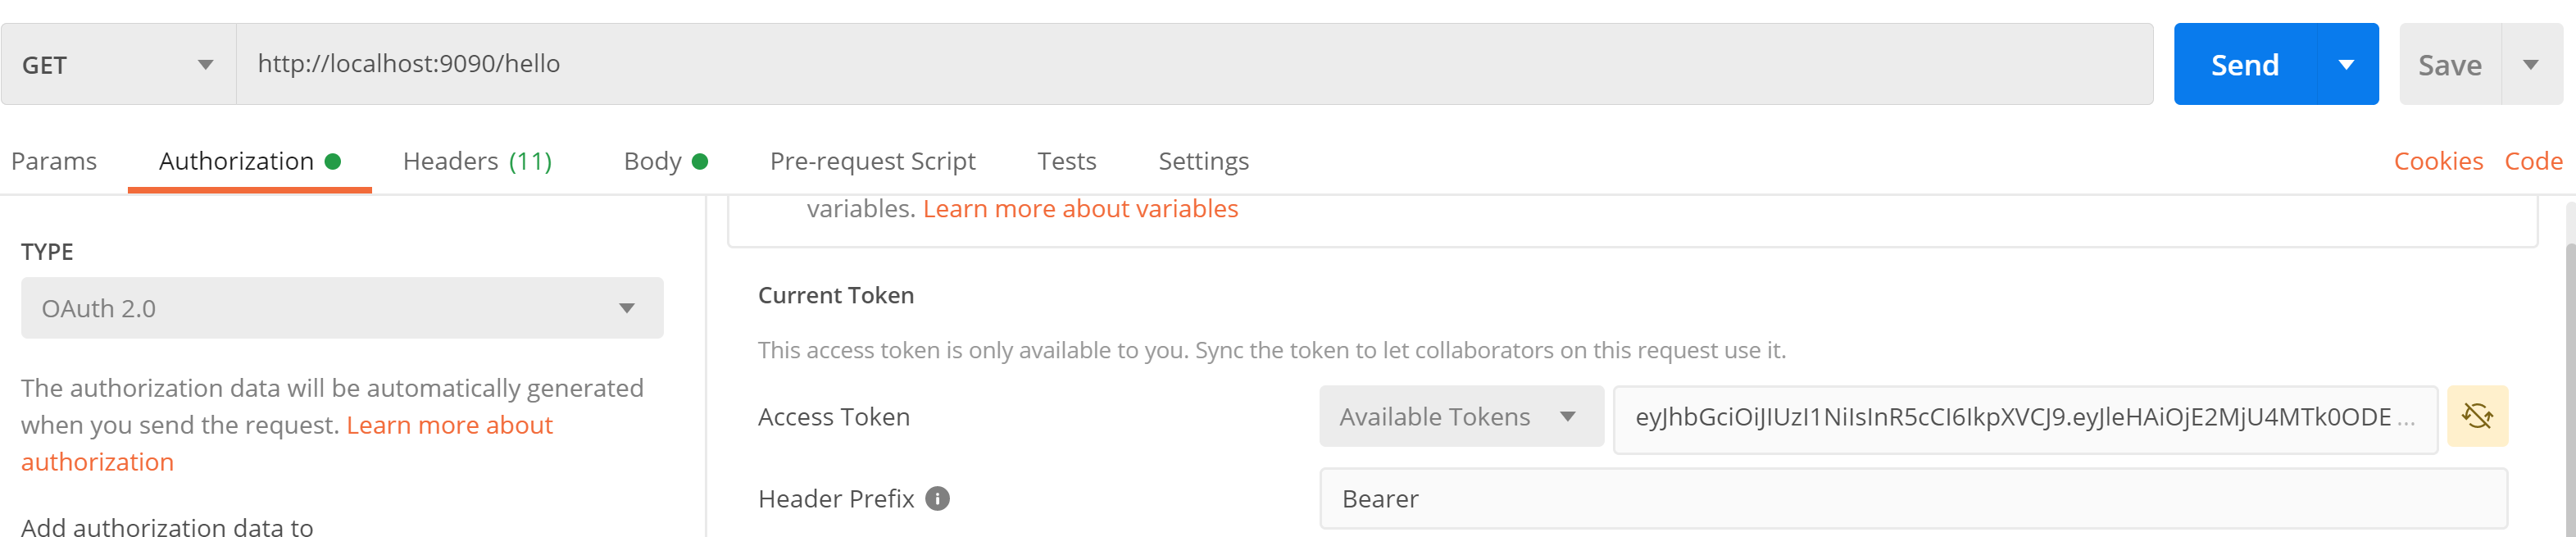 GET
http://localhost:9090/hello
Send
Save
Params
Authorization
Headers (11)
Body
Pre-request Script
Tests
Settings
Cookies
Code
variables. Learn more about variables
TYPE
OAuth 2.0
The authorization data will be automatically generated
when you send the request. Learn more about
authorization
Add authorization data to
Current Token
This access token is only available to you. Sync the token to let collaborators on this request use it.
Access Token
Available Tokens
eyJhbGciOiJIUzI1NiIsInR5cCI6IkpXVCJ9.eyJleHAiOjE2MjU4MTk0ODE ...
Header Prefix
Bearer